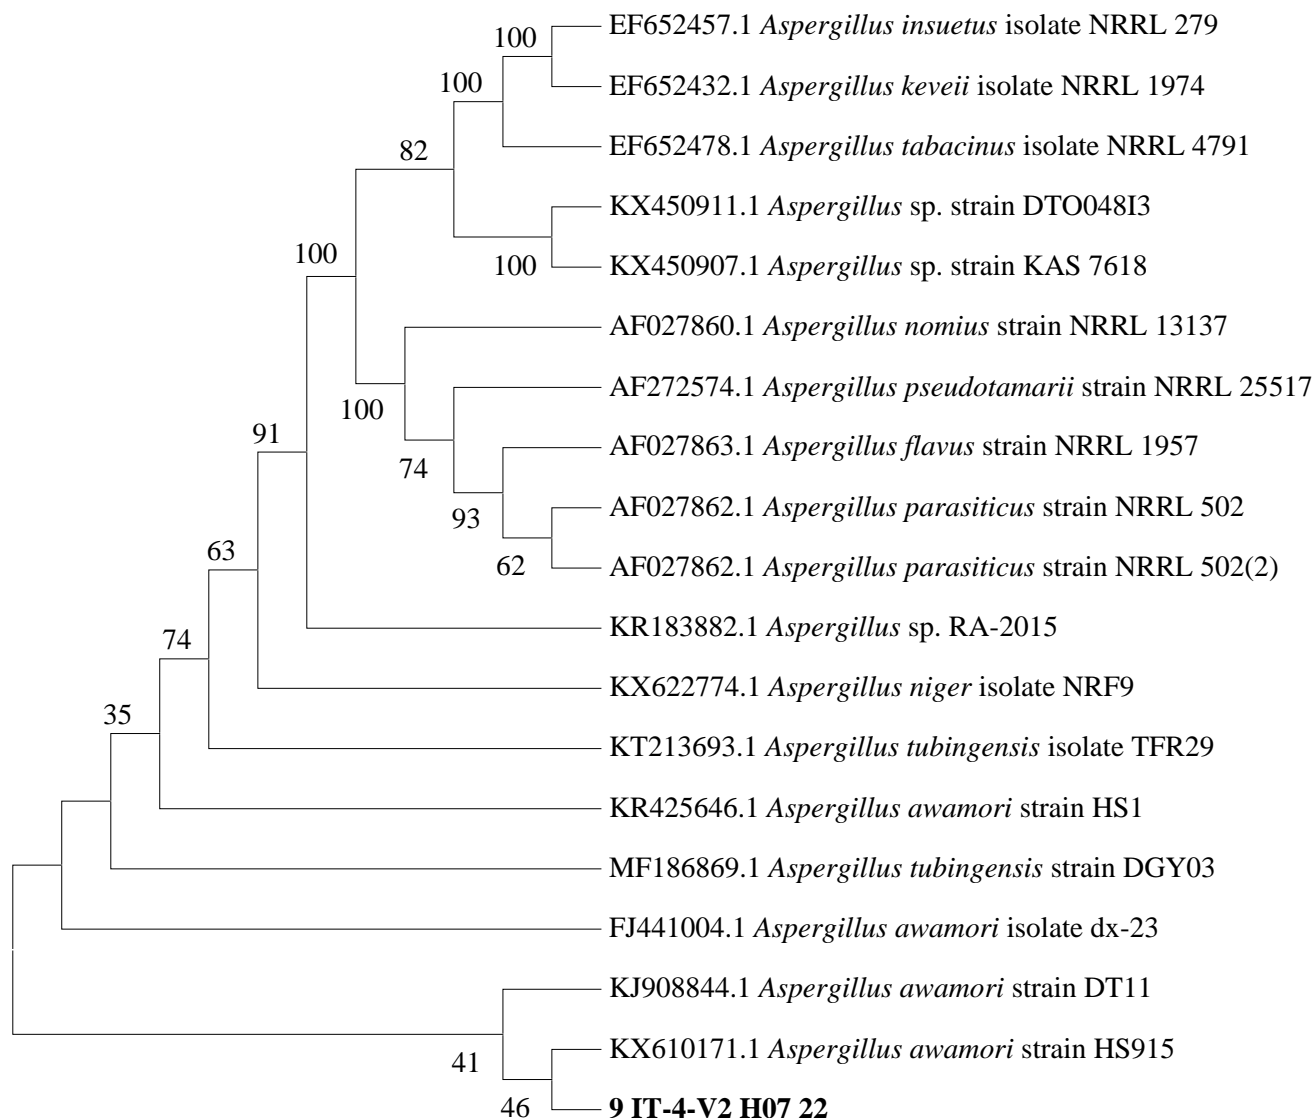 100
EF652457.1 Aspergillus insuetus isolate NRRL 279
100
EF652432.1 Aspergillus keveii isolate NRRL 1974
82
EF652478.1 Aspergillus tabacinus isolate NRRL 4791
KX450911.1 Aspergillus sp. strain DTO048I3
100
100
KX450907.1 Aspergillus sp. strain KAS 7618
AF027860.1 Aspergillus nomius strain NRRL 13137
100
AF272574.1 Aspergillus pseudotamarii strain NRRL 25517
91
74
AF027863.1 Aspergillus flavus strain NRRL 1957
93
AF027862.1 Aspergillus parasiticus strain NRRL 502
63
62
AF027862.1 Aspergillus parasiticus strain NRRL 502(2)
74
KR183882.1 Aspergillus sp. RA-2015
KX622774.1 Aspergillus niger isolate NRF9
35
KT213693.1 Aspergillus tubingensis isolate TFR29
KR425646.1 Aspergillus awamori strain HS1
MF186869.1 Aspergillus tubingensis strain DGY03
FJ441004.1 Aspergillus awamori isolate dx-23
KJ908844.1 Aspergillus awamori strain DT11
41
KX610171.1 Aspergillus awamori strain HS915
46
9 IT-4-V2 H07 22